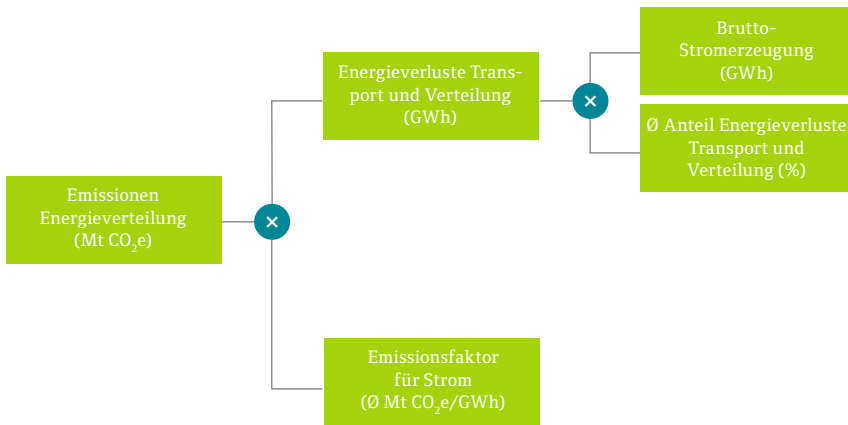 Brutto-
Stromerzeugung
(GWh)
Energieverluste Trans-
port und Verteilung
(GWh)
×
Ø Anteil Energieverluste
Transport und
Verteilung (%)
Emissionen
Energieverteilung
(Mt CO₂e)
×
Emissionsfaktor
für Strom
(Ø Mt CO₂e/GWh)